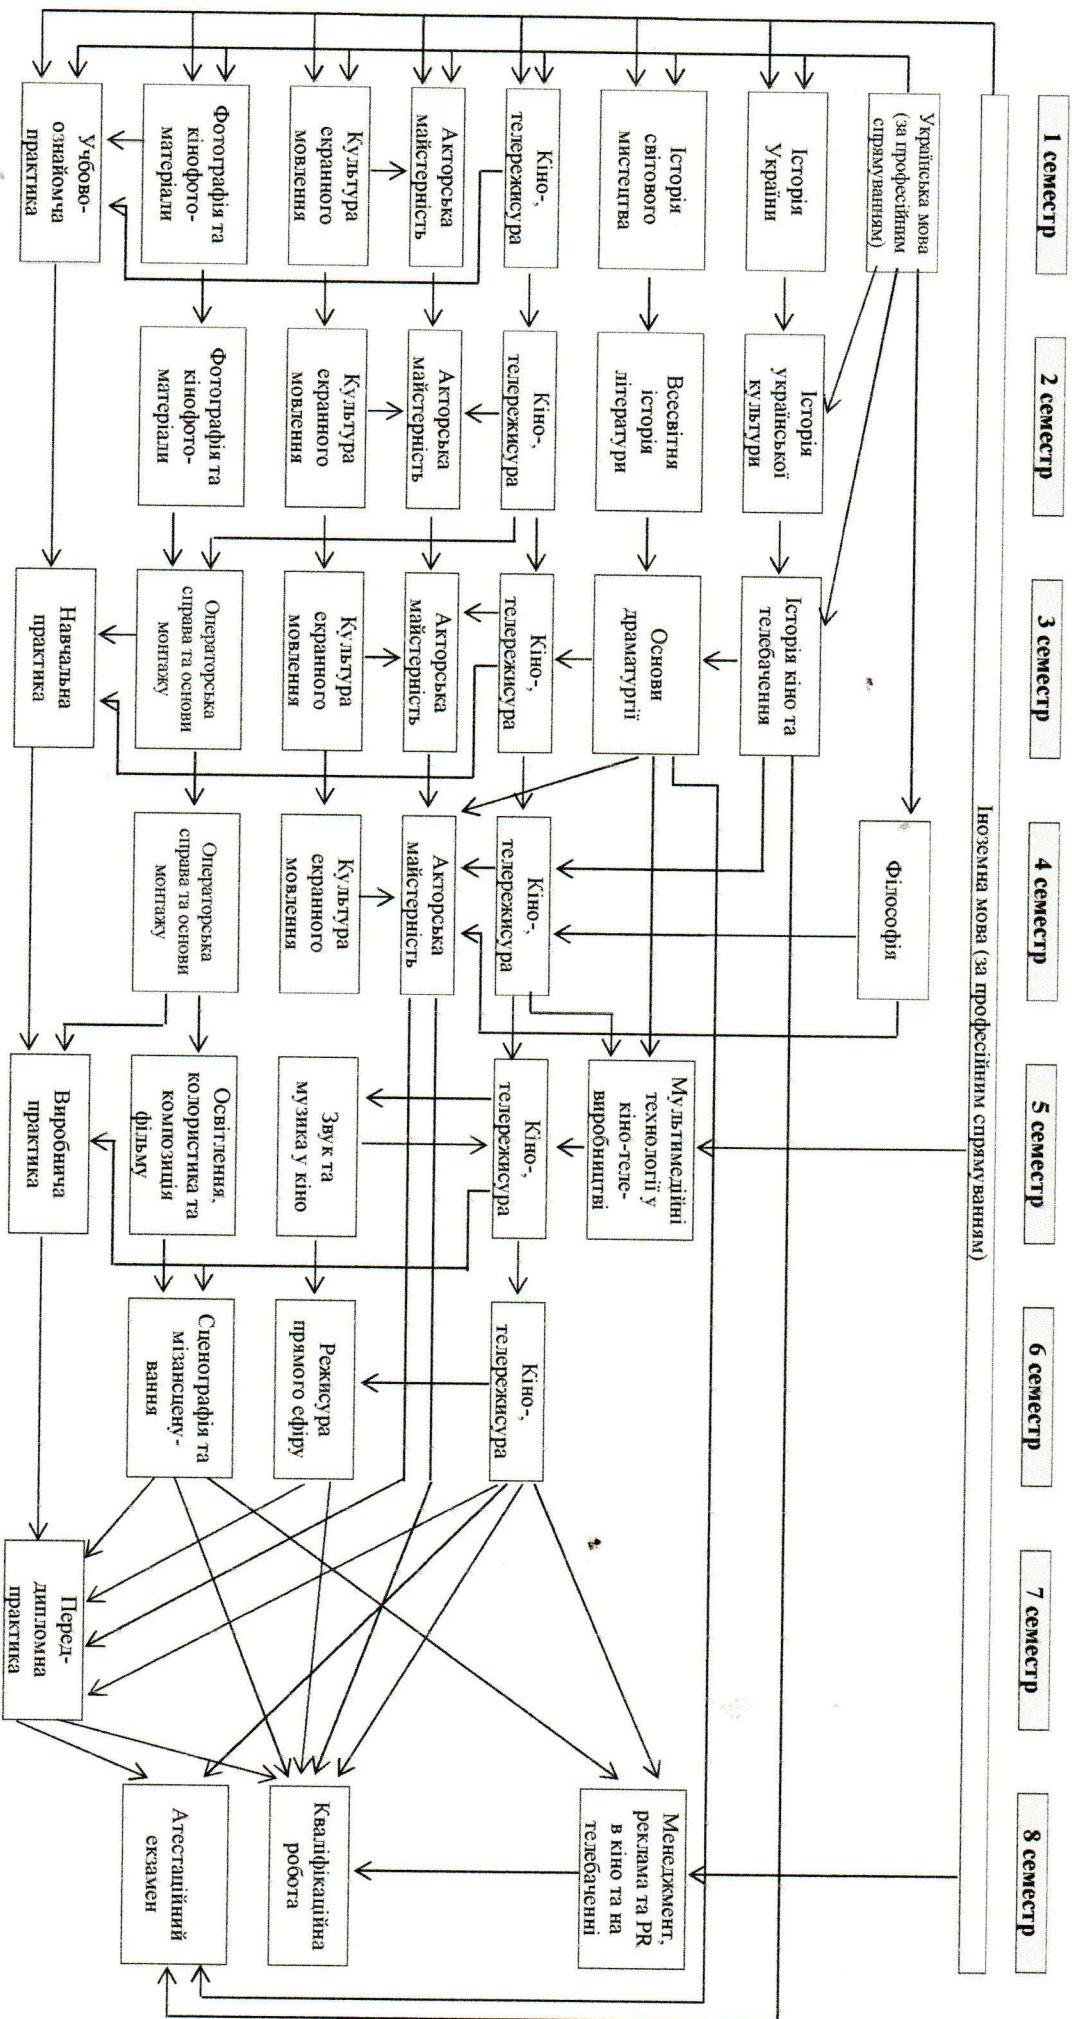 1 семестр
2 семестр
3 семестр
4 семестр
5 семестр
6 семестр
7 семестр
8 семестр
Іноземна мова (за професійним спрямуванням)
Українська мова
(за професійним
спрямуванням)
Філософія
Історія
України
Історія
української
культури
Історія кіно та
телебачення
Історія
світового
мистецтва
Всесвітня
історія
літератури
Основи
драматургії
Мультимедійні
технології у
кіно-теле-
виробництві
Менеджмент,
реклама та PR
в кіно та на
телебаченні
Кіно-,
телережисура
Кіно-,
телережисура
Кіно-,
телережисура
Кіно-,
телережисура
Кіно-,
телережисура
Кіно-,
телережисура
Акторська
майстерність
Акторська
майстерність
Акторська
майстерність
Акторська
майстерність
Культура
екранного
мовлення
Культура
екранного
мовлення
Культура
екранного
мовлення
Культура
екранного
мовлення
Звук та
музика у кіно
Режисура
прямого ефіру
Кваліфікаційна
робота
Фотографія та
кінофото-
матеріали
Фотографія та
кінофото-
матеріали
Операторська
справа та основи
монтажу
Операторська
справа та основи
монтажу
Освітлення,
колористика та
композиція
фільму
Сценографія та
мізансцену-
вання
Атестаційний
екзамен
Учбово-
ознайомча
практика
Навчальна
практика
Виробнича
практика
Перед-
дипломна
практика